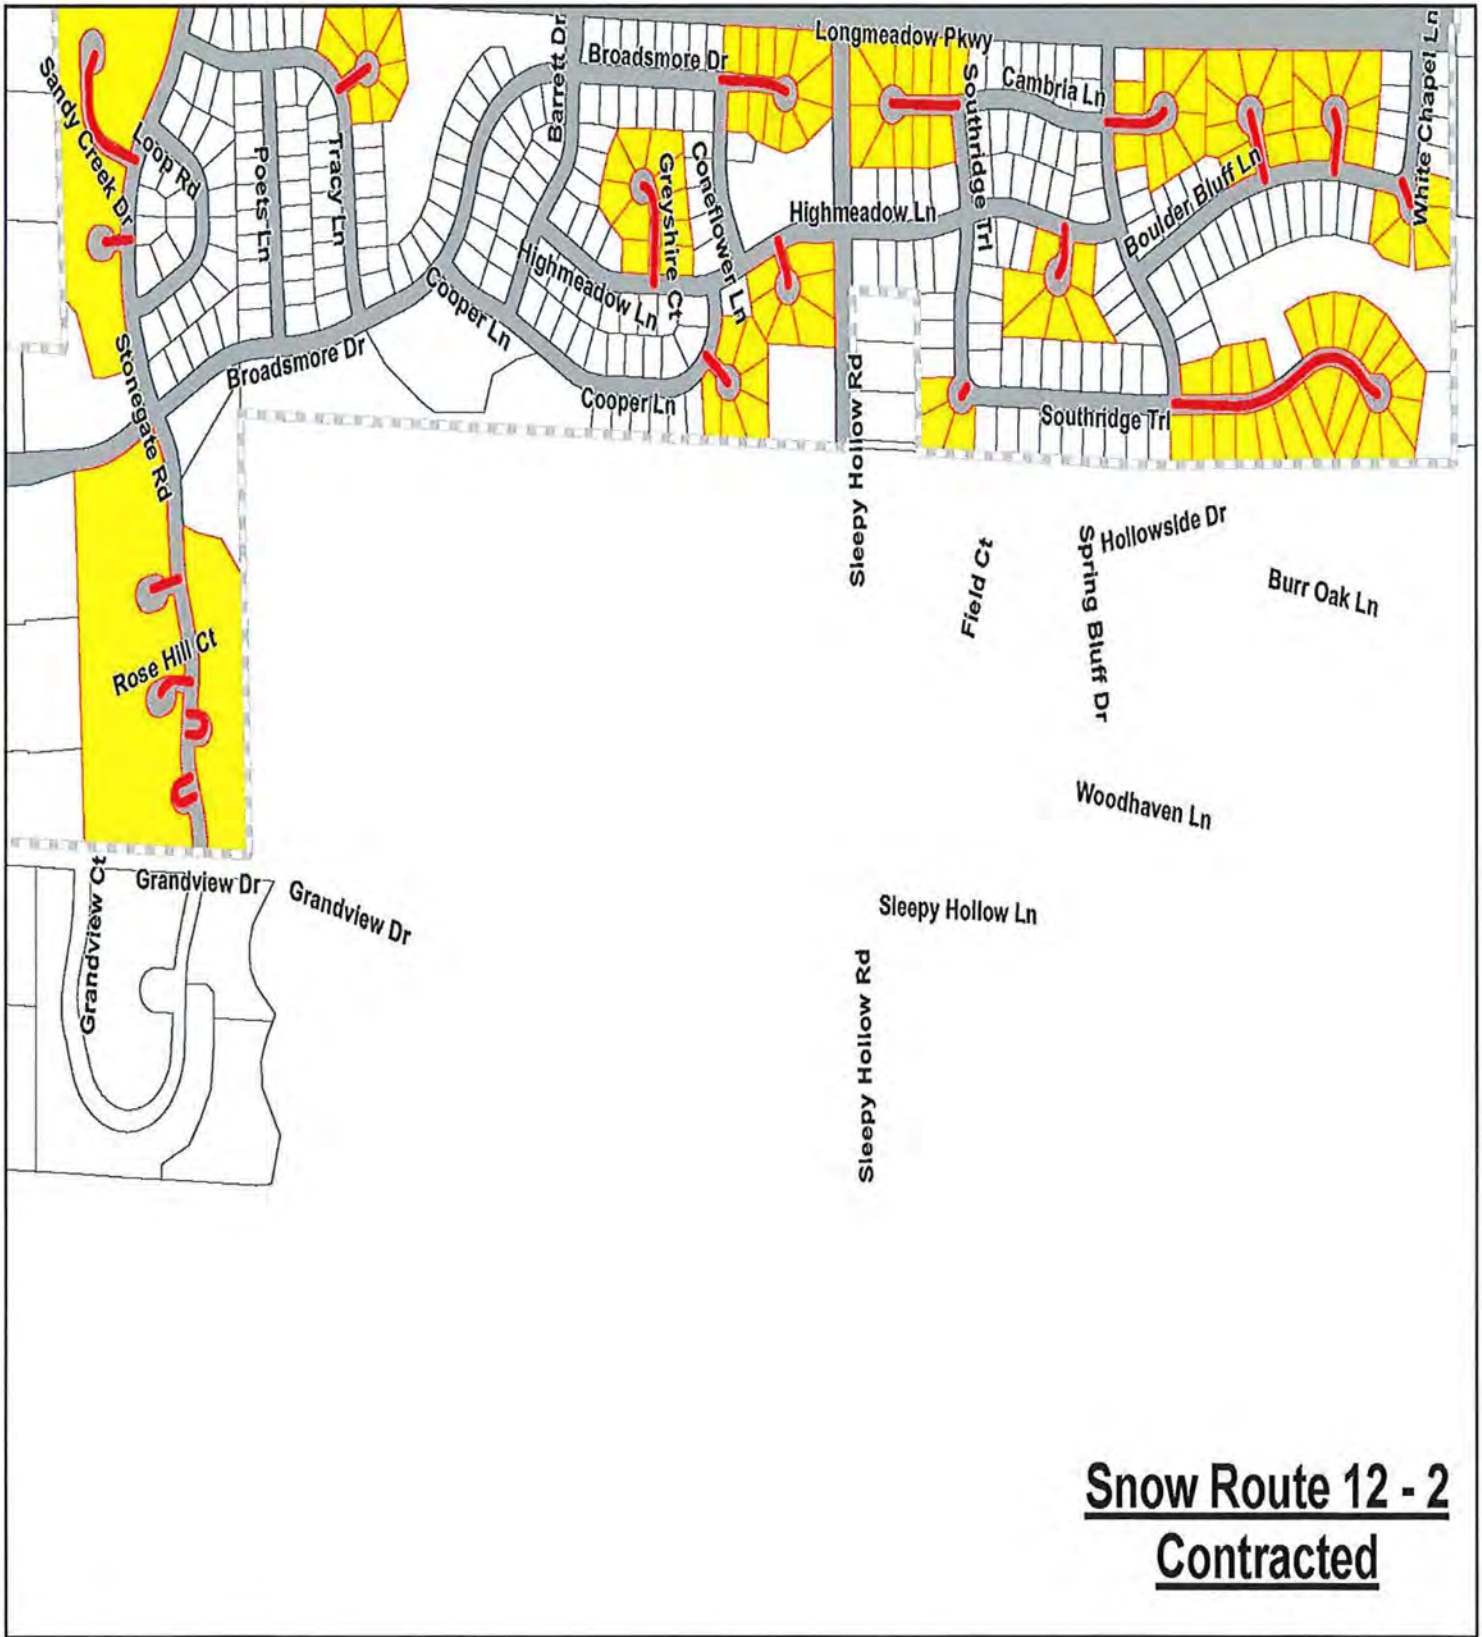 Longmeadow Pkwy
White Chapel Ln
Barrett Dr
Broadsmore Dr
Sandy Creek Dr
Southridge Trl
Cambria Ln
Loop Rd
Poets Ln
Tracy Ln
Greyshire Ct
Coneflower Ln
Highmeadow Ln
Boulder Bluff Ln
Highmeadow Ln
Cooper Ln
Stonegate Rd
Broadsmore Dr
Cooper Ln
Sleepy Hollow Rd
Southridge Trl
Hollowside Dr
Field Ct
Spring Bluff Dr
Burr Oak Ln
Rose Hill Ct
Woodhaven Ln
Grandview Ct
Grandview Dr
Grandview Dr
Sleepy Hollow Ln
Sleepy Hollow Rd
Snow Route 12 - 2
Contracted